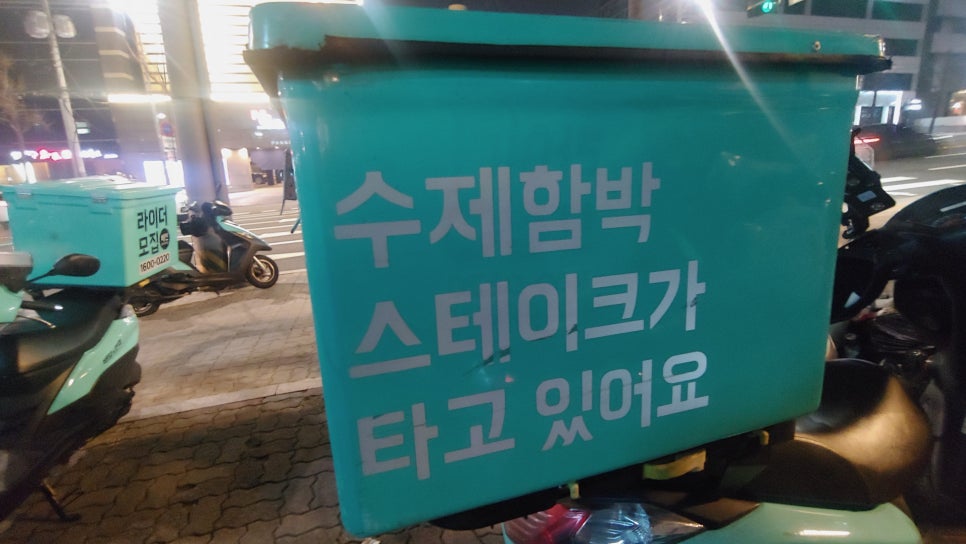 수제함박
스테이크가
타고 있어요
라이더
모집
1600-0220